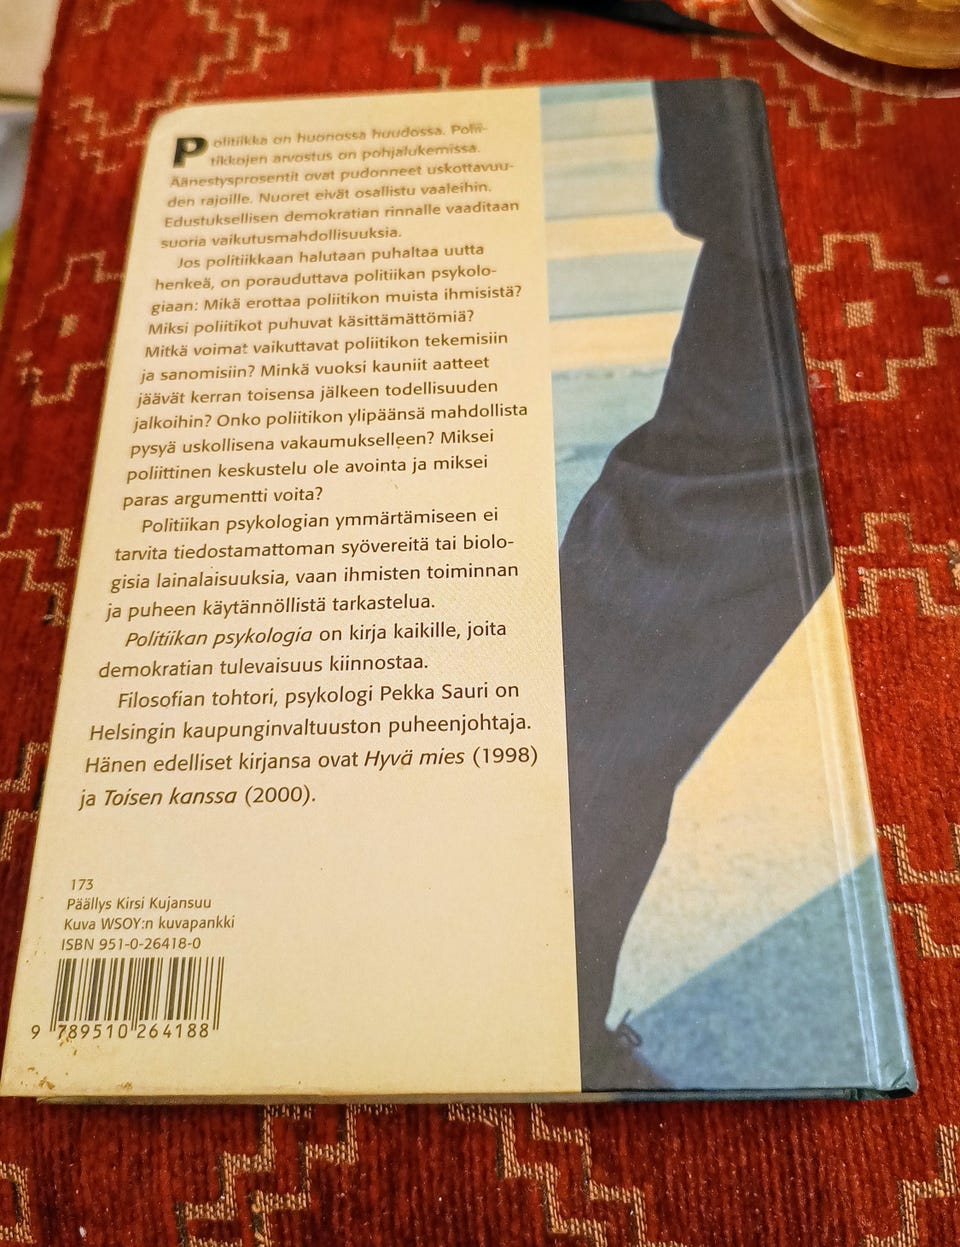 Politiikka on huonossa huudossa. Polii-
tikkojen arvostus on pohjalukemissa.
Äänestysprosentit ovat pudonneet uskottavuu-
den rajoille. Nuoret eivät osallistu vaaleihin.
Edustuksellisen demokratian rinnalle vaaditaan
suoria vaikutusmahdollisuuksia.
Jos politiikkaan halutaan puhaltaa uutta
henkeä, on porauduttava politiikan psykolo-
giaan: Mikä erottaa poliitikon muista ihmisistä?
Miksi poliitikot puhuvat käsittämättömiä?
Mitkä voimat vaikuttavat poliitikon tekemisiin
ja sanomisiin? Minkä vuoksi kauniit aatteet
jäävät kerran toisensa jälkeen todellisuuden
jalkoihin? Onko poliitikon ylipäänsä mahdollista
pysyä uskollisena vakaumukselleen? Miksei
poliittinen keskustelu ole avointa ja miksei
paras argumentti voita?
Politiikan psykologian ymmärtämiseen ei
tarvita tiedostamattoman syövereitä tai biolo-
gisia lainalaisuuksia, vaan ihmisten toiminnan
ja puheen käytännöllistä tarkastelua.
Politiikan psykologia on kirja kaikille, joita
demokratian tulevaisuus kiinnostaa.
Filosofian tohtori, psykologi Pekka Sauri on
Helsingin kaupunginvaltuuston puheenjohtaja.
Hänen edelliset kirjansa ovat Hyvä mies (1998)
ja Toisen kanssa (2000).
173
Päällys Kirsi Kujansuu
Kuva WSOY:n kuvapankki
ISBN 951-0-26418-0
9 789510 264188